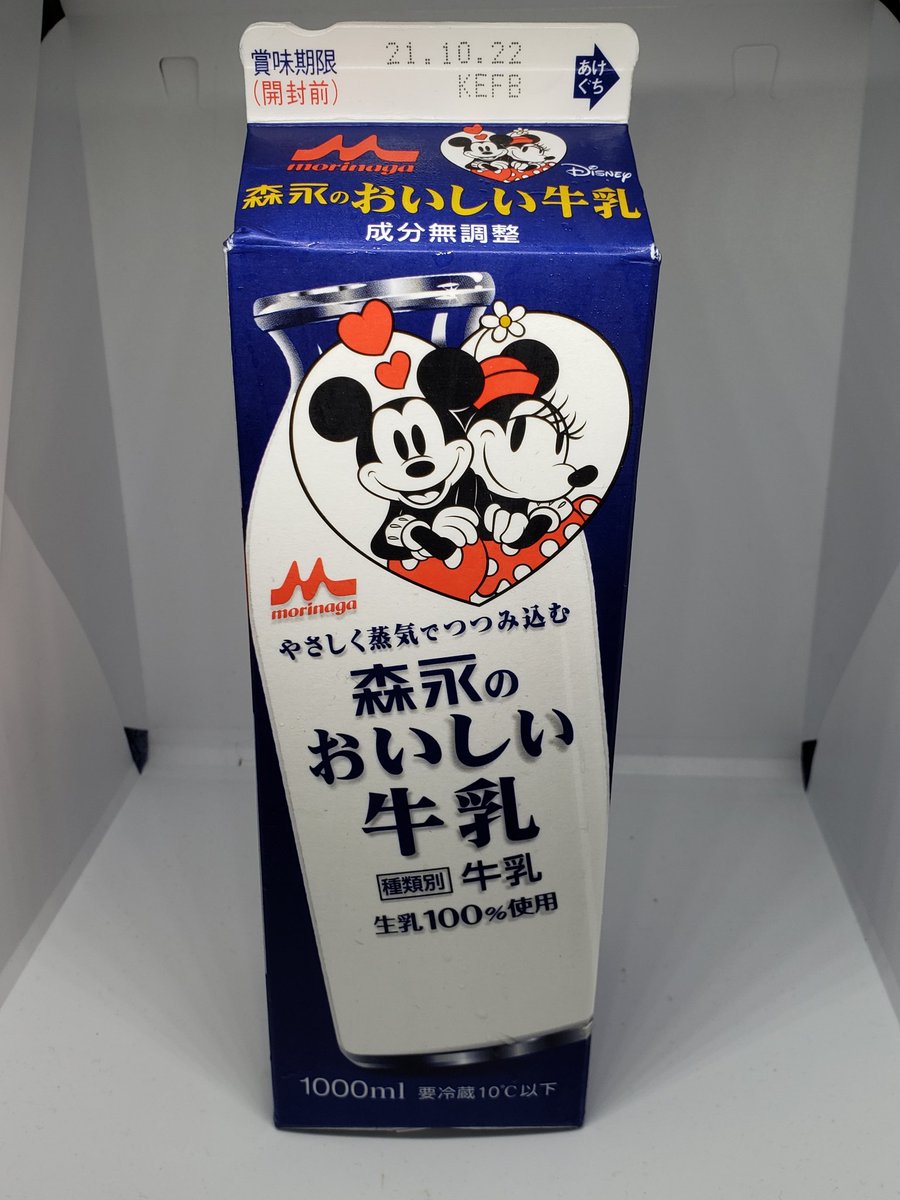 賞味期限
(開封前)
21.10.22
KEFB
あけ
ぐち
morinaga
Disney
森永のおいしい牛乳
成分無調整
morinaga
やさしく蒸気でつつみ込む
森永の
おいしい
牛乳
種類別 牛乳
生乳100%使用
1000ml 要冷蔵10℃以下